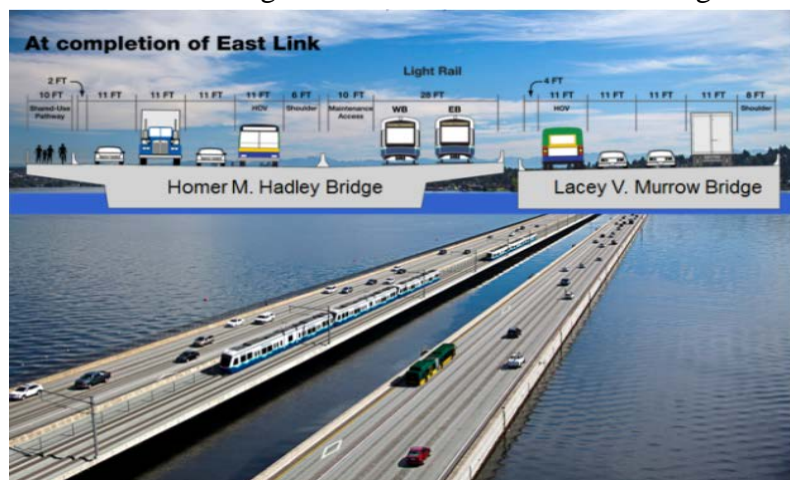 At completion of East Link
Light Rail
2 FT
4 FT
10 FT 11 FT 11 FT 11 FT 11 FT 6 FT 10 FT 28 FT 11 FT 11 FT 11 FT 11 FT 8 FT
Shared-Use Pathway
HOV
Shoulder
Maintenance Access
WB
EB
HOV
Shoulder
Homer M. Hadley Bridge
Lacey V. Murrow Bridge